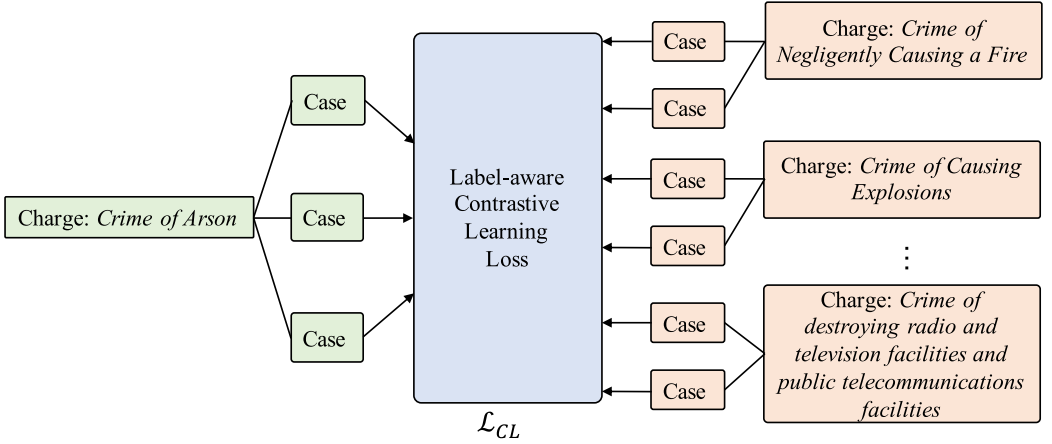 Charge: Crime of Arson
Case
Case
Case
Label-aware
Contrastive
Learning
Loss
ℒCL
Case
Case
Charge: Crime of
Negligently Causing a Fire
Case
Case
Charge: Crime of Causing
Explosions
⋮
Case
Case
Charge: Crime of
destroying radio and
television facilities and
public telecommunications
facilities